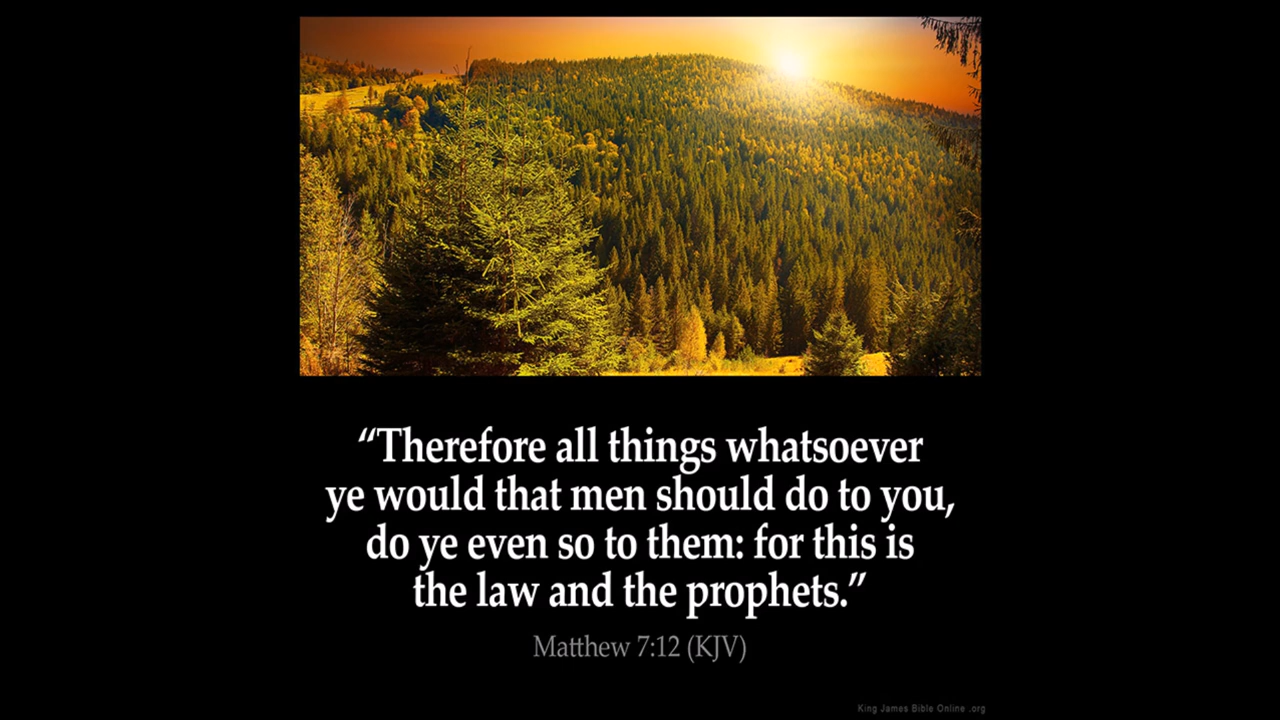 “Therefore all things whatsoever
ye would that men should do to you,
do ye even so to them: for this is
the law and the prophets.”
Matthew 7:12 (KJV)
King James Bible Online .org